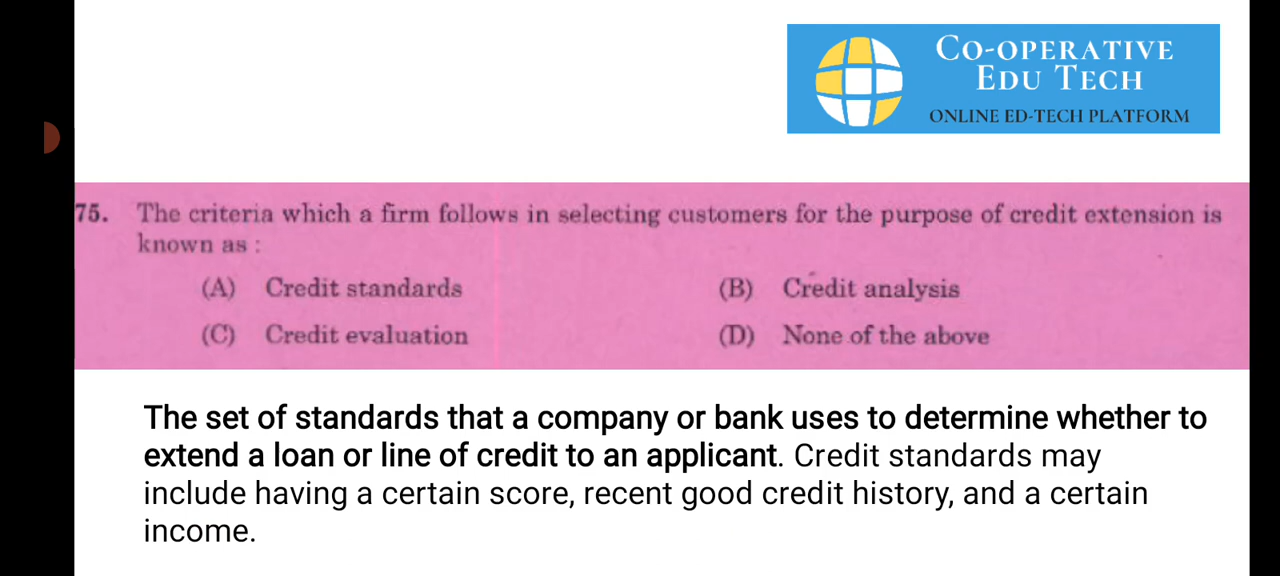 CO-OPERATIVE
EDU TECH
ONLINE ED-TECH PLATFORM
75. The criteria which a firm follows in selecting customers for the purpose of credit extension is
known as :
(A) Credit standards (B) Credit analysis
(C) Credit evaluation (D) None of the above
The set of standards that a company or bank uses to determine whether to
extend a loan or line of credit to an applicant. Credit standards may
include having a certain score, recent good credit history, and a certain
income.